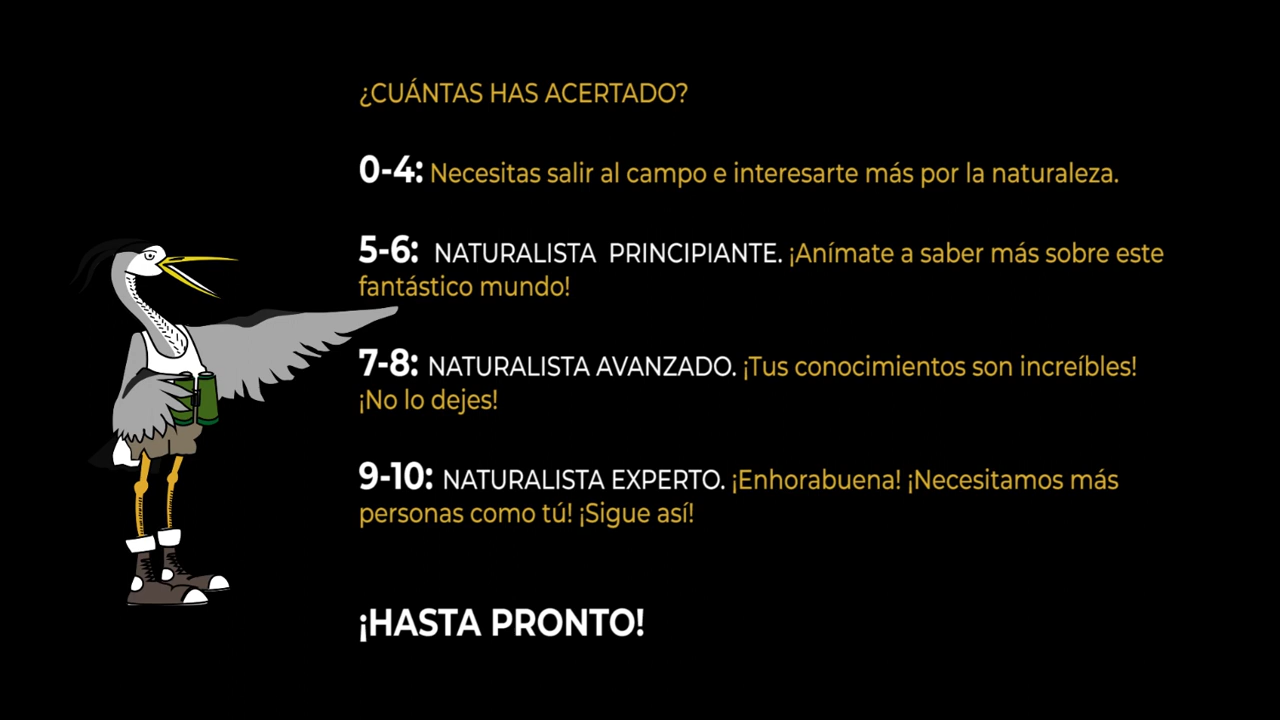 ¿CUÁNTAS HAS ACERTADO?
0-4: Necesitas salir al campo e interesarte más por la naturaleza.
5-6: NATURALISTA PRINCIPIANTE. ¡Anímate a saber más sobre este
fantástico mundo!
7-8: NATURALISTA AVANZADO. ¡Tus conocimientos son increíbles!
¡No lo dejes!
9-10: NATURALISTA EXPERTO. ¡Enhorabuena! ¡Necesitamos más
personas como tú! ¡Sigue así!
¡HASTA PRONTO!